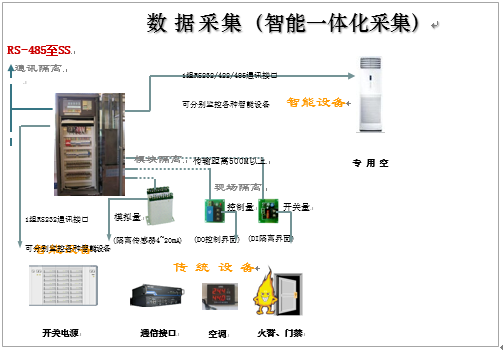 数据采集（智能一体化采集）
RS-485至SS.
通讯隔离.
1组RS232/422/485通讯接口
可分别监控各种智能设备
智能设备
模块隔离.
传输距离500M以上.
专用空
现场隔离
1组RS232通讯接口
模拟量
控制量
开关量
(隔离传感器4~20mA)
(DO控制界面)
(DI隔离界面)
可分别监控各种智能设备
传統设备
开关电源
通信接口
空调
火警、门禁